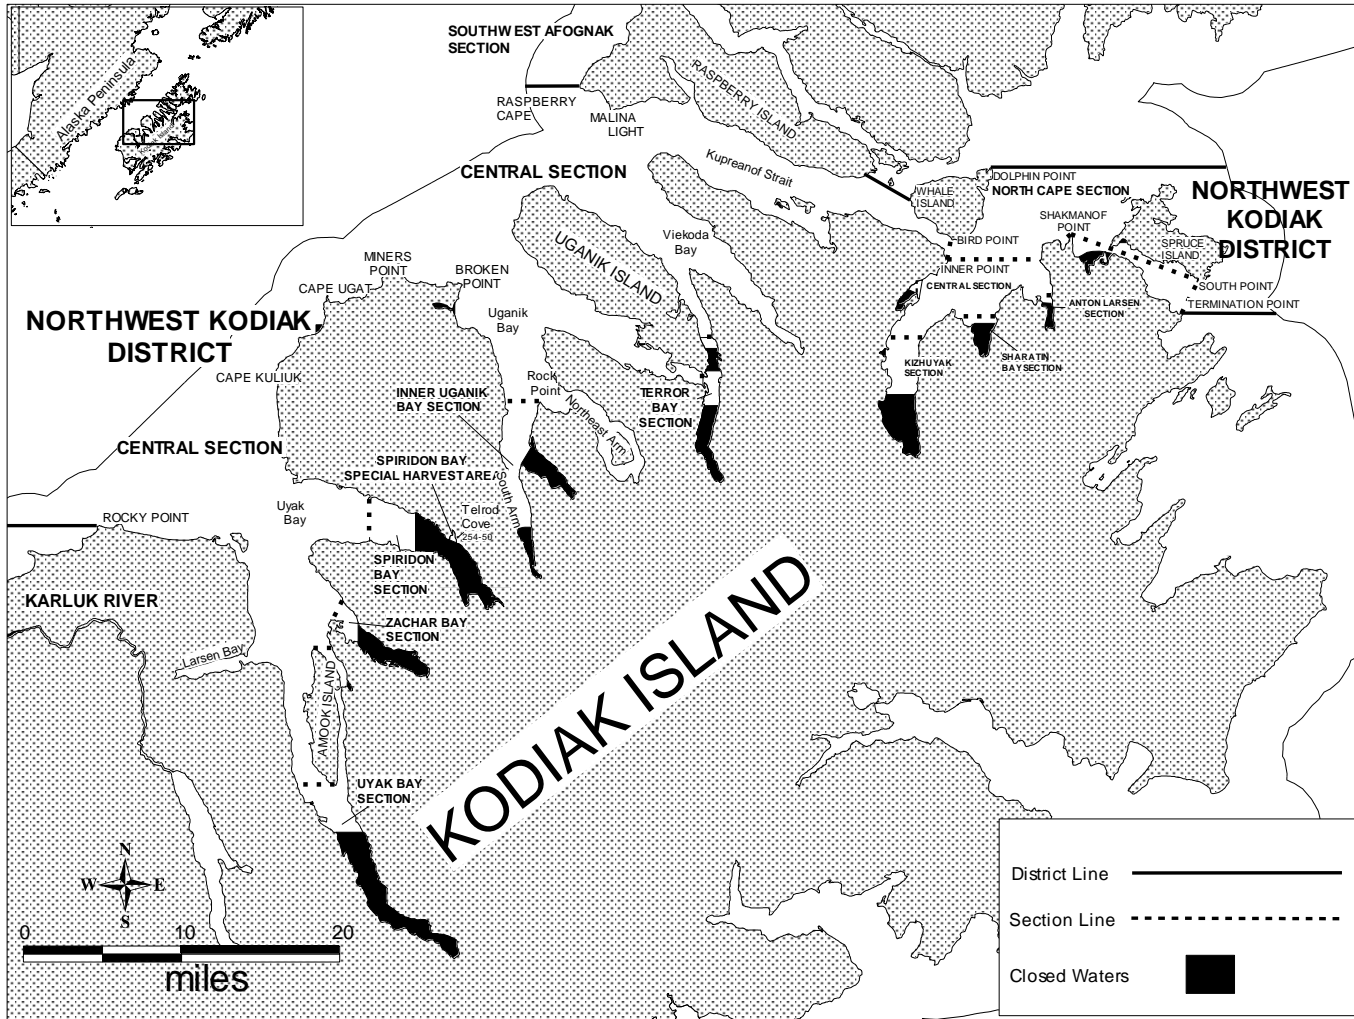 SOUTHWEST AFOGNAK
SECTION
RASPBERRY
CAPE
MALINA
LIGHT
RASPBERRY ISLAND
Alaska Peninsula
CENTRAL SECTION
Kupreanof Strait
WHALE
ISLAND
DOLPHIN POINT
NORTH CAPE SECTION
NORTHWEST
KODIAK
DISTRICT
SHAKMANOF
POINT
SPRUCE
ISLAND
BIRD POINT
INNER POINT
CENTRAL SECTION
SOUTH POINT
TERMINATION POINT
ANTON LARSEN
SECTION
SHARATIN
BAY SECTION
KIZHUYAK
SECTION
Viekoda
Bay
UGANIK ISLAND
MINERS
POINT
BROKEN
POINT
CAPE UGAT
Uganik
Bay
NORTHWEST KODIAK
DISTRICT
CAPE KULIUK
Rock
Point
Northeast Arm
INNER UGANIK
BAY SECTION
TERROR
BAY
SECTION
CENTRAL SECTION
SPIRIDON BAY
SPECIAL HARVEST AREA
South Arm
Telrod
Cove
254-50
Uyak
Bay
ROCKY POINT
SPIRIDON
BAY
SECTION
KARLUK RIVER
ZACHAR BAY
SECTION
Larsen Bay
AMOOK ISLAND
UYAK BAY
SECTION
KODIAK ISLAND
N
W E
S
0 10 20
miles
District Line
Section Line
Closed Waters